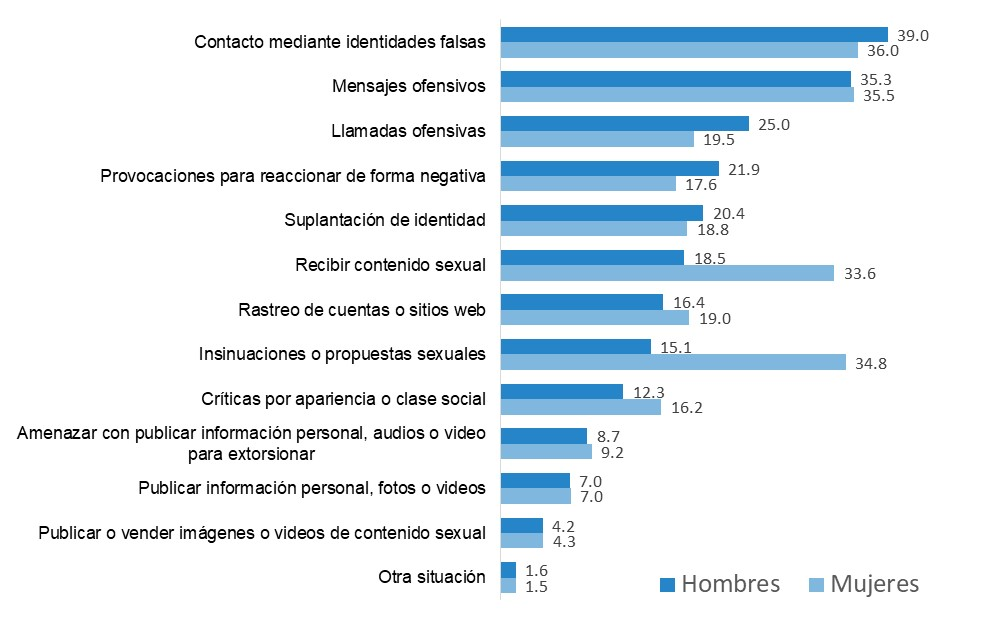 Contacto mediante identidades falsas
39.0
36.0
Mensajes ofensivos
35.3
35.5
Llamadas ofensivas
25.0
19.5
Provocaciones para reaccionar de forma negativa
21.9
17.6
Suplantación de identidad
20.4
18.8
Recibir contenido sexual
18.5
33.6
Rastreo de cuentas o sitios web
16.4
19.0
Insinuaciones o propuestas sexuales
15.1
34.8
Críticas por apariencia o clase social
12.3
16.2
Amenazar con publicar información personal, audios o video
para extorsionar
8.7
9.2
Publicar información personal, fotos o videos
7.0
7.0
Publicar o vender imágenes o videos de contenido sexual
4.2
4.3
Otra situación
1.6
1.5
Hombres
Mujeres